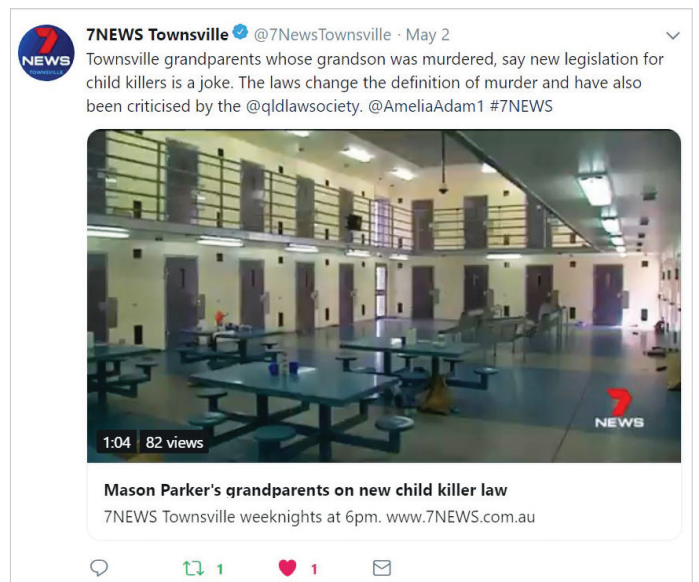 7NEWS Townsville @7NewsTownsville · May 2
Townsville grandparents whose grandson was murdered, say new legislation for
child killers is a joke. The laws change the definition of murder and have also
been criticised by the @qldlawsociety. @AmeliaAdam1 #7NEWS
7
NEWS
TOWNSVILLE
7
NEWS
1:04 82 views
Mason Parker's grandparents on new child killer law
7NEWS Townsville weeknights at 6pm. www.7NEWS.com.au
1 1